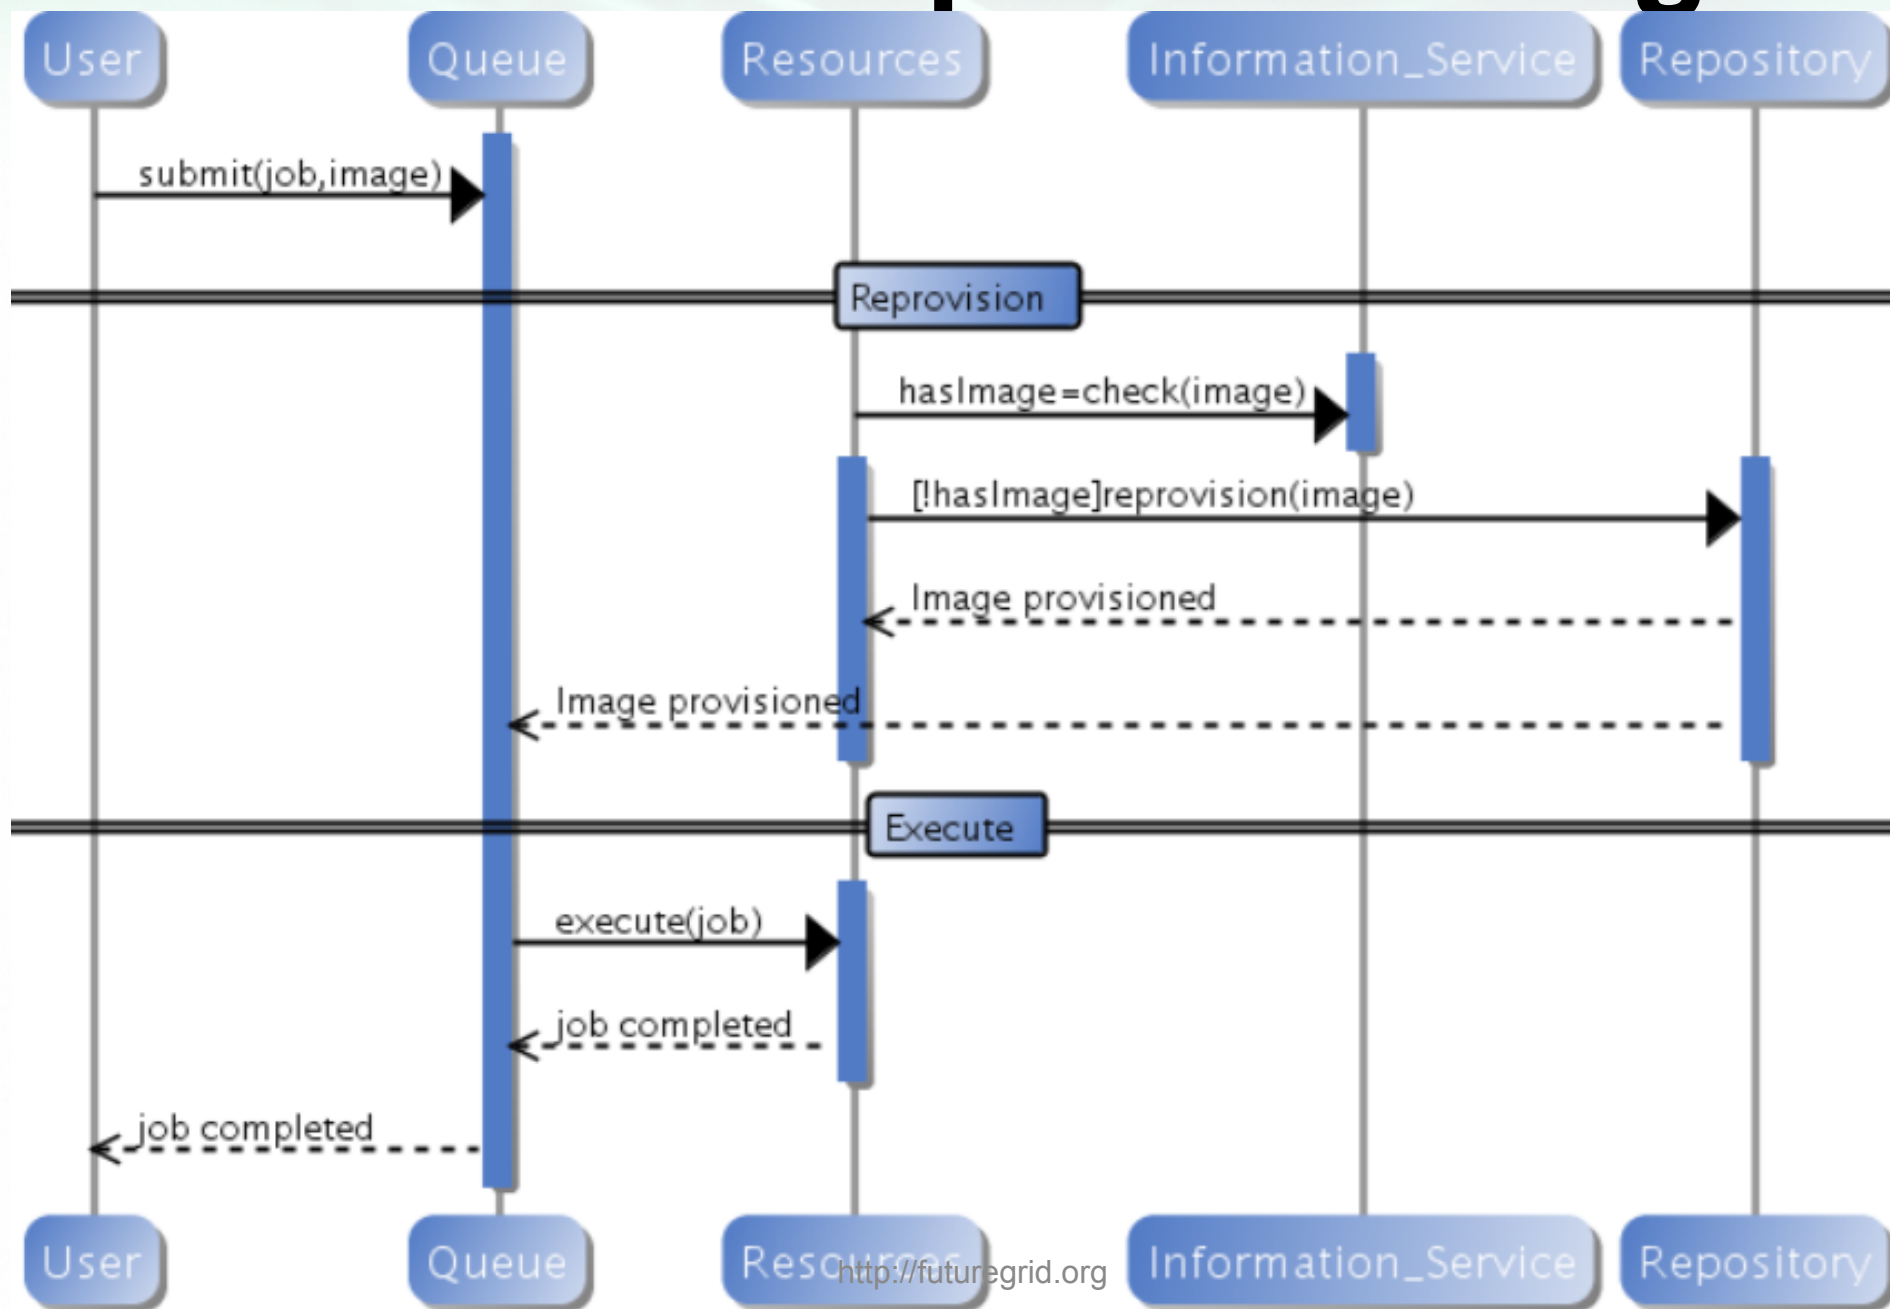 User Queue Resources Information_Service Repository
submit(job,image)
Reprovision
hasImage=check(image)
[!hasImage]reprovision(image)
Image provisioned
Image provisioned
Execute
execute(job)
job completed
job completed
User Queue Resources Information_Service Repository
http://futuregrid.org